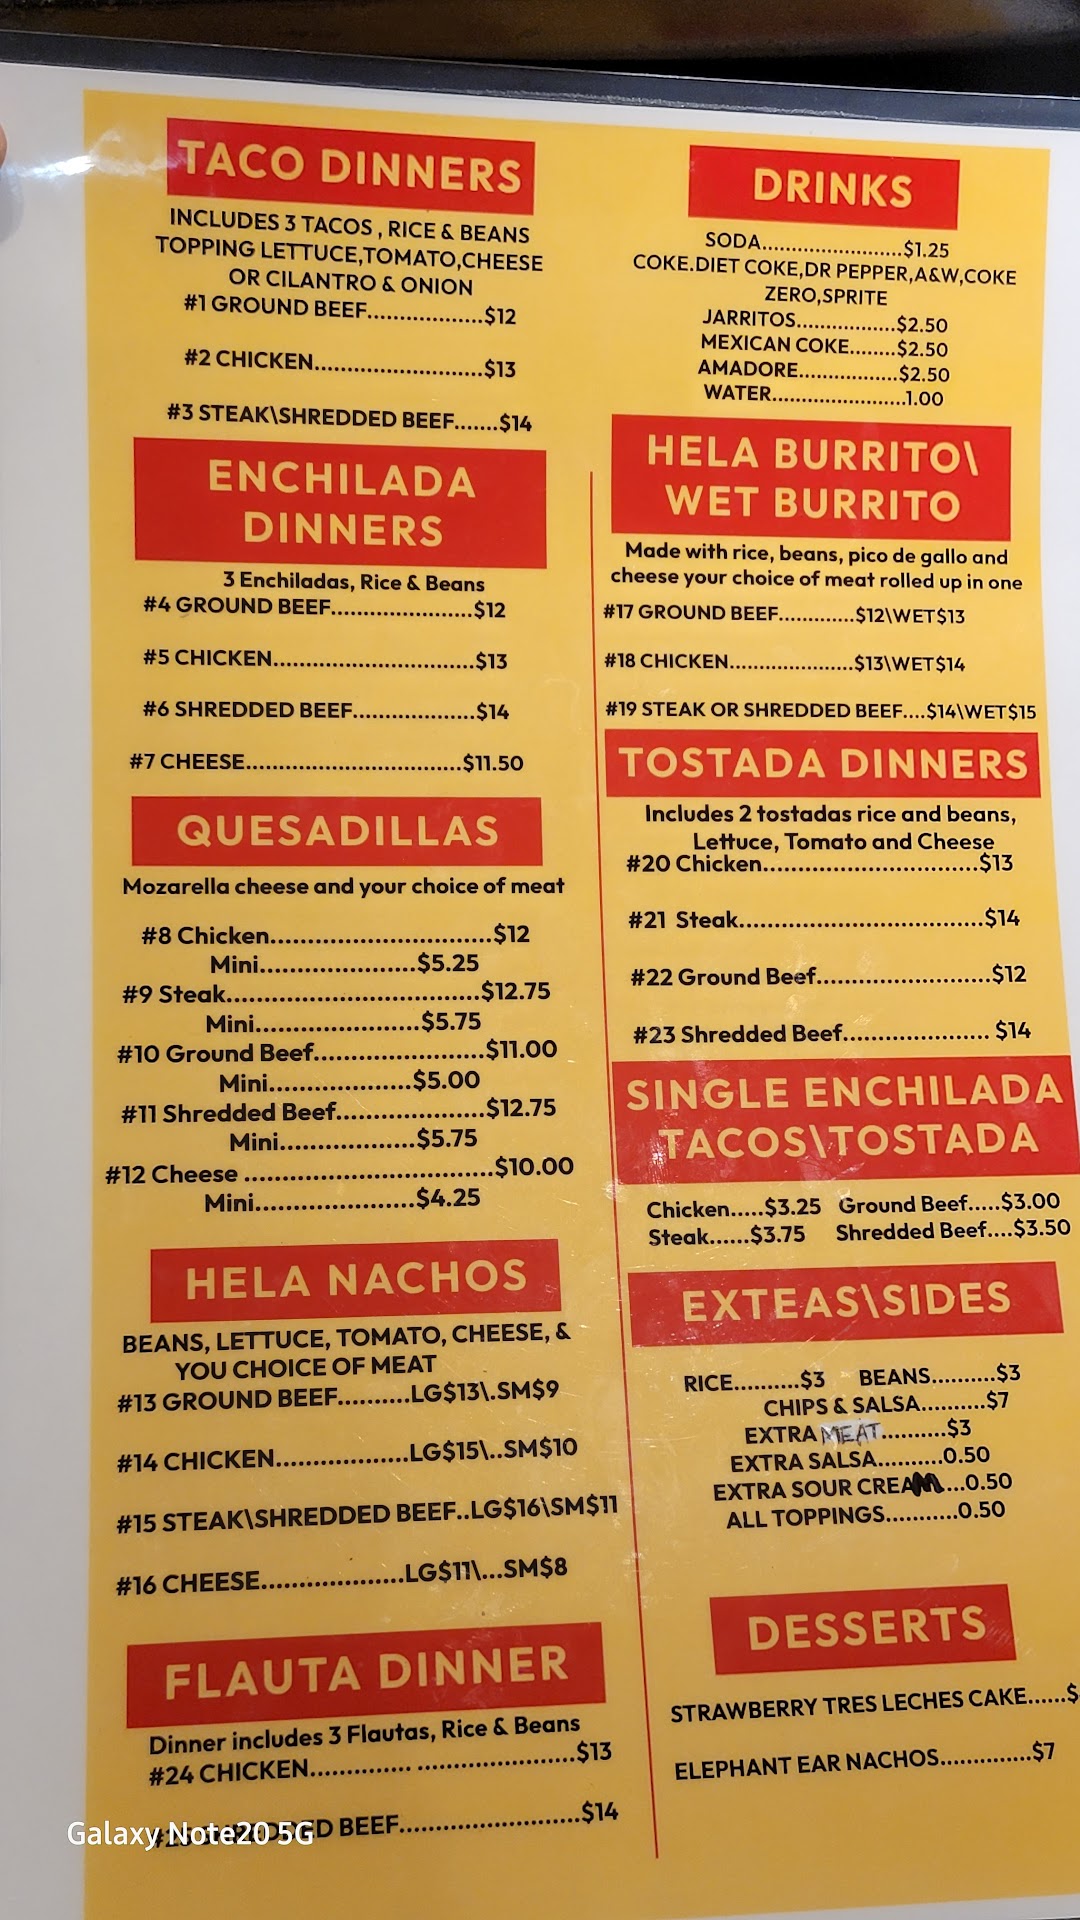 TACO DINNERS
INCLUDES 3 TACOS , RICE & BEANS
TOPPING LETTUCE,TOMATO,CHEESE
OR CILANTRO & ONION
#1 GROUND BEEF..................$12
#2 CHICKEN..........................$13
#3 STEAK\SHREDDED BEEF.......$14
ENCHILADA
DINNERS
3 Enchiladas, Rice & Beans
#4 GROUND BEEF......................$12
#5 CHICKEN...............................$13
#6 SHREDDED BEEF...................$14
#7 CHEESE.................................$11.50
QUESADILLAS
Mozarella cheese and your choice of meat
#8 Chicken.................................$12
Mini.......................$5.25
#9 Steak......................................$12.75
Mini.........................$5.75
#10 Ground Beef.........................$11.00
Mini.....................$5.00
#11 Shredded Beef......................$12.75
Mini....................$5.75
#12 Cheese .....................................$10.00
Mini.......................$4.25
HELA NACHOS
BEANS, LETTUCE, TOMATO, CHEESE, &
YOU CHOICE OF MEAT
#13 GROUND BEEF..........LG$13\.SM$9
#14 CHICKEN...................LG$15\..SM$10
#15 STEAK\SHREDDED BEEF..LG$16\SM$11
#16 CHEESE.....................LG$11\...SM$8
FLAUTA DINNER
Dinner includes 3 Flautas, Rice & Beans
#24 CHICKEN............... .......................$13
BEEF...........................$14
Galaxy Note20 5G
DRINKS
SODA.....................$1.25
COKE.DIET COKE,DR PEPPER,A&W,COKE
ZERO,SPRITE
JARRITOS.................$2.50
MEXICAN COKE........$2.50
AMADORE.................$2.50
WATER......................1.00
HELA BURRITO\
WET BURRITO
Made with rice, beans, pico de gallo and
cheese your choice of meat rolled up in one
#17 GROUND BEEF.............$12\WET$13
#18 CHICKEN.....................$13\WET$14
#19 STEAK OR SHREDDED BEEF....$14\WET$15
TOSTADA DINNERS
Includes 2 tostadas rice and beans,
Lettuce, Tomato and Cheese
#20 Chicken.................................$13
#21 Steak.....................................$14
#22 Ground Beef..........................$12
#23 Shredded Beef...................... $14
SINGLE ENCHILADA
TACOS\TOSTADA
Chicken.....$3.25 Ground Beef.....$3.00
Steak......$3.75 Shredded Beef....$3.50
EXTEAS\SIDES
RICE..........$3 BEANS..........$3
CHIPS & SALSA..........$7
EXTRA MEAT..........$3
EXTRA SALSA..........0.50
EXTRA SOUR CREAM....0.50
ALL TOPPINGS...........0.50
DESSERTS
STRAWBERRY TRES LECHES CAKE......$
ELEPHANT EAR NACHOS..............$7